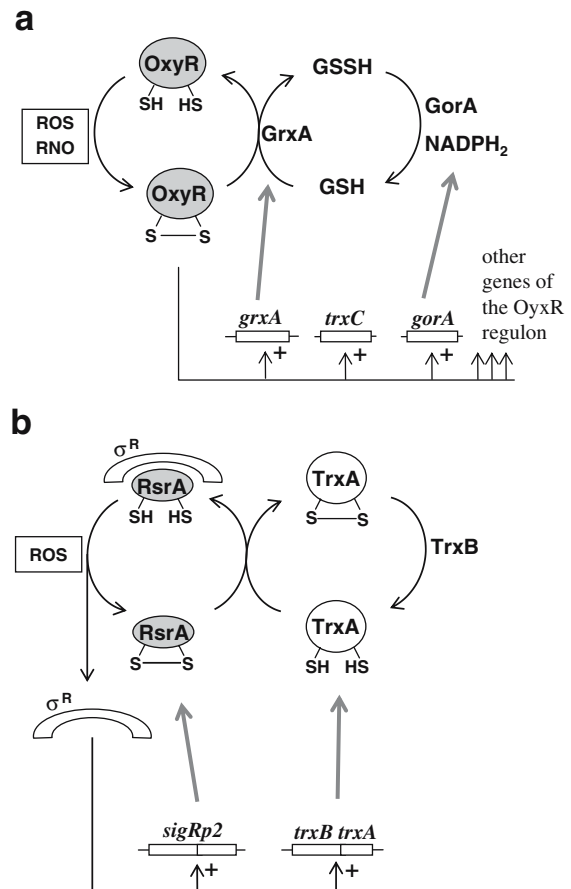 a
OxyR
SH HS
ROS
RNO
OxyR
S S
GrxA
GSSH
GSH
GorA
NADPH₂
grxA
trxC
gorA
other
genes of
the OyxR
regulon
+
+
+
b
σR
RsrA
SH HS
ROS
RsrA
S S
TrxA
S S
TrxB
TrxA
SH HS
σR
sigRp2
trxB trxA
+
+